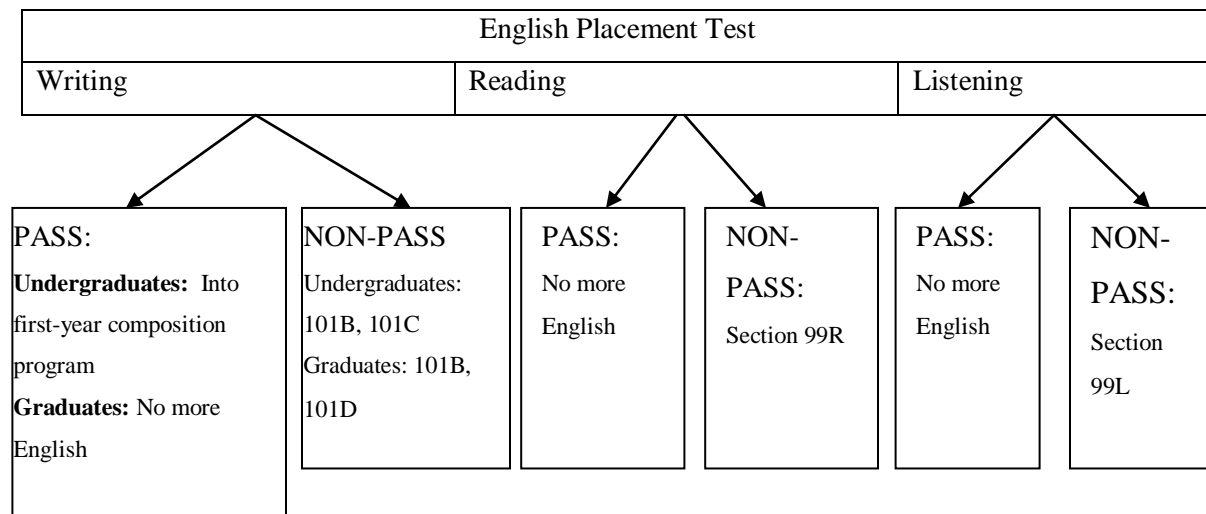 English Placement Test
Writing
Reading
Listening
PASS:
Undergraduates: Into
first-year composition
program
Graduates: No more
English
NON-PASS
Undergraduates:
101B, 101C
Graduates: 101B,
101D
PASS:
No more
English
NON-
PASS:
Section 99R
PASS:
No more
English
NON-
PASS:
Section
99L